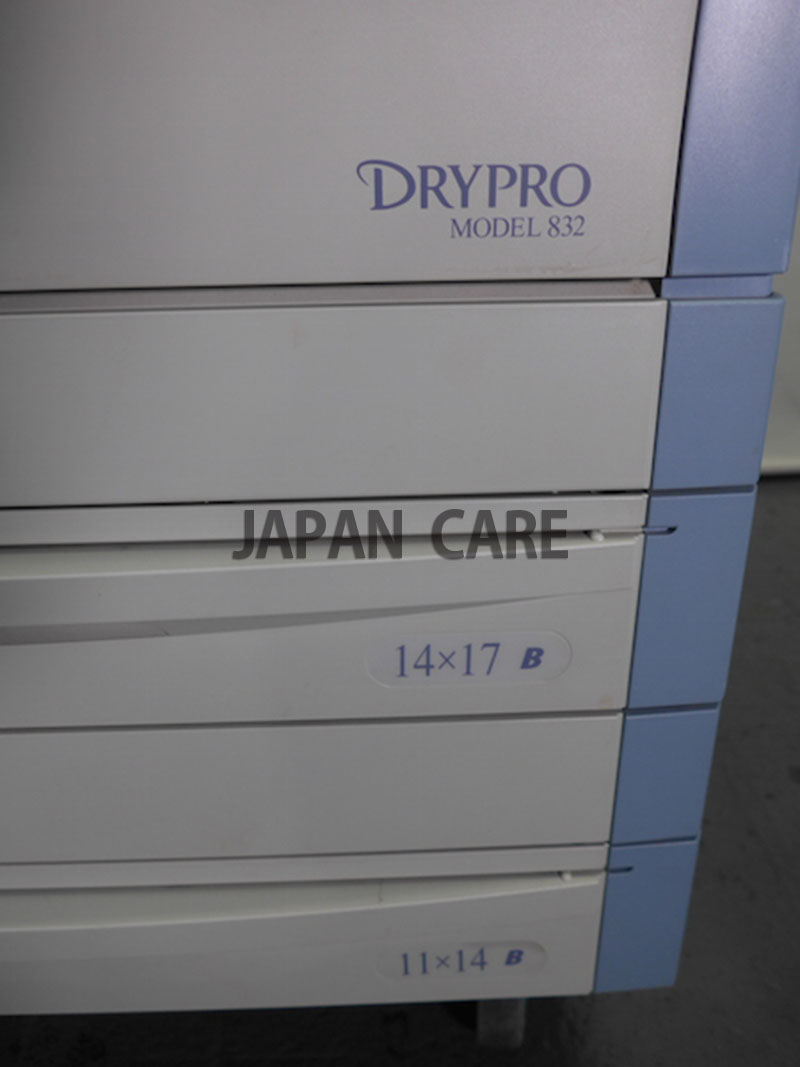 DRYPRO
MODEL 832
JAPAN CARE
14×17 B
11×14 B